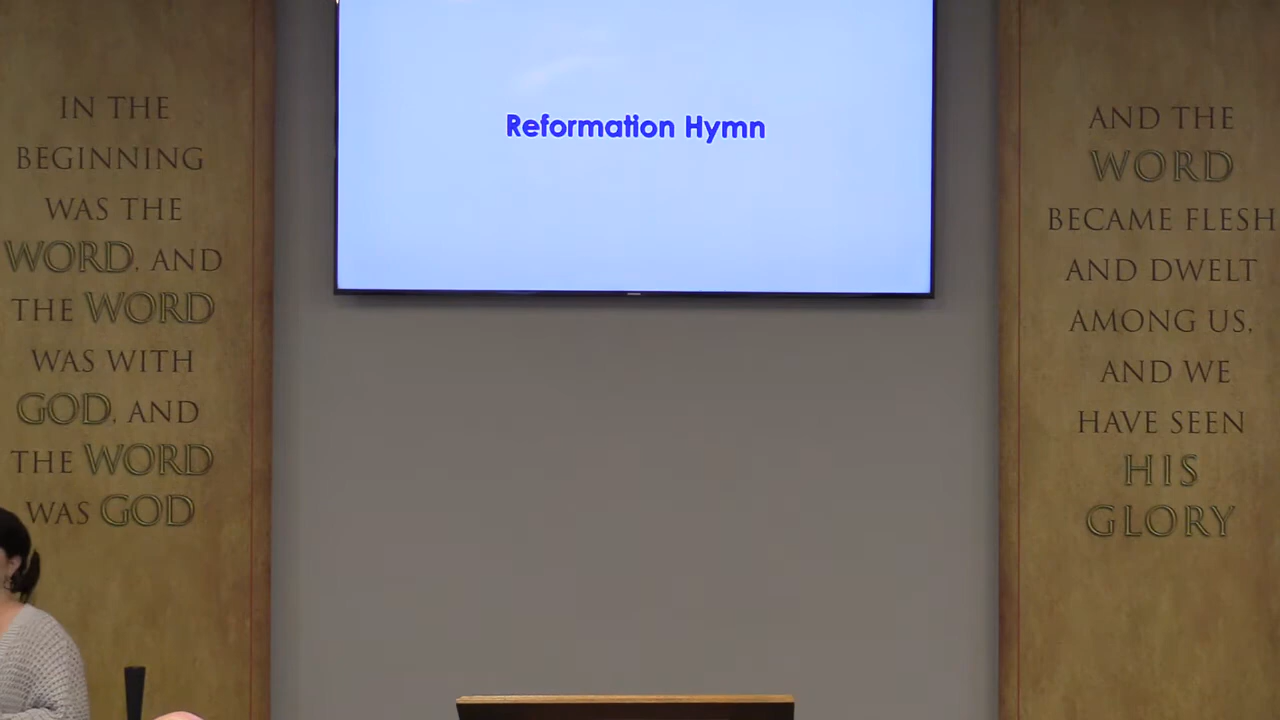 IN THE
BEGINNING
WAS THE
WORD, AND
THE WORD
WAS WITH
GOD, AND
THE WORD
WAS GOD
Reformation Hymn
AND THE
WORD
BECAME FLESH
AND DWELT
AMONG US,
AND WE
HAVE SEEN
HIS
GLORY